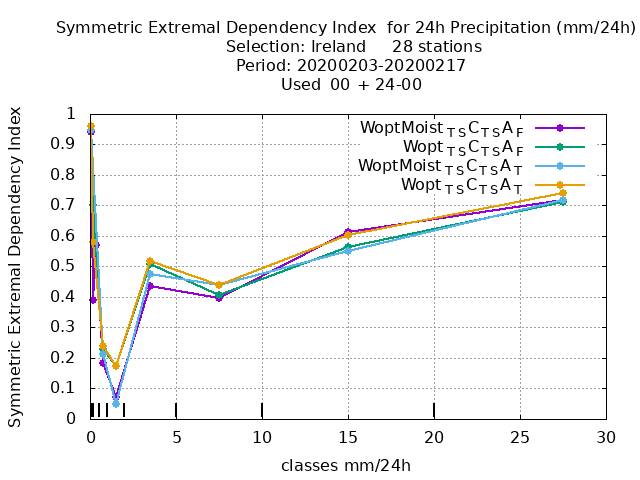 Symmetric Extremal Dependency Index  for 24h Precipitation (mm/24h)
Selection: Ireland     28 stations
Period: 20200203-20200217
Used  00 + 24-00
Symmetric Extremal Dependency Index
1
0.9
0.8
0.7
0.6
0.5
0.4
0.3
0.2
0.1
0
WoptMoist TS C TS A F
Wopt TS C TS A F
WoptMoist TS C TS A T
Wopt TS C TS A T
0 5 10 15 20 25 30
classes mm/24h